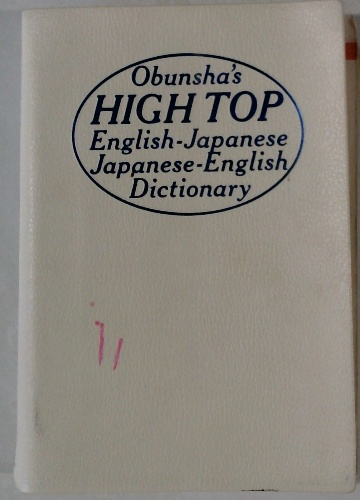 Obunsha's
HIGH TOP
English-Japanese
Japanese-English
Dictionary